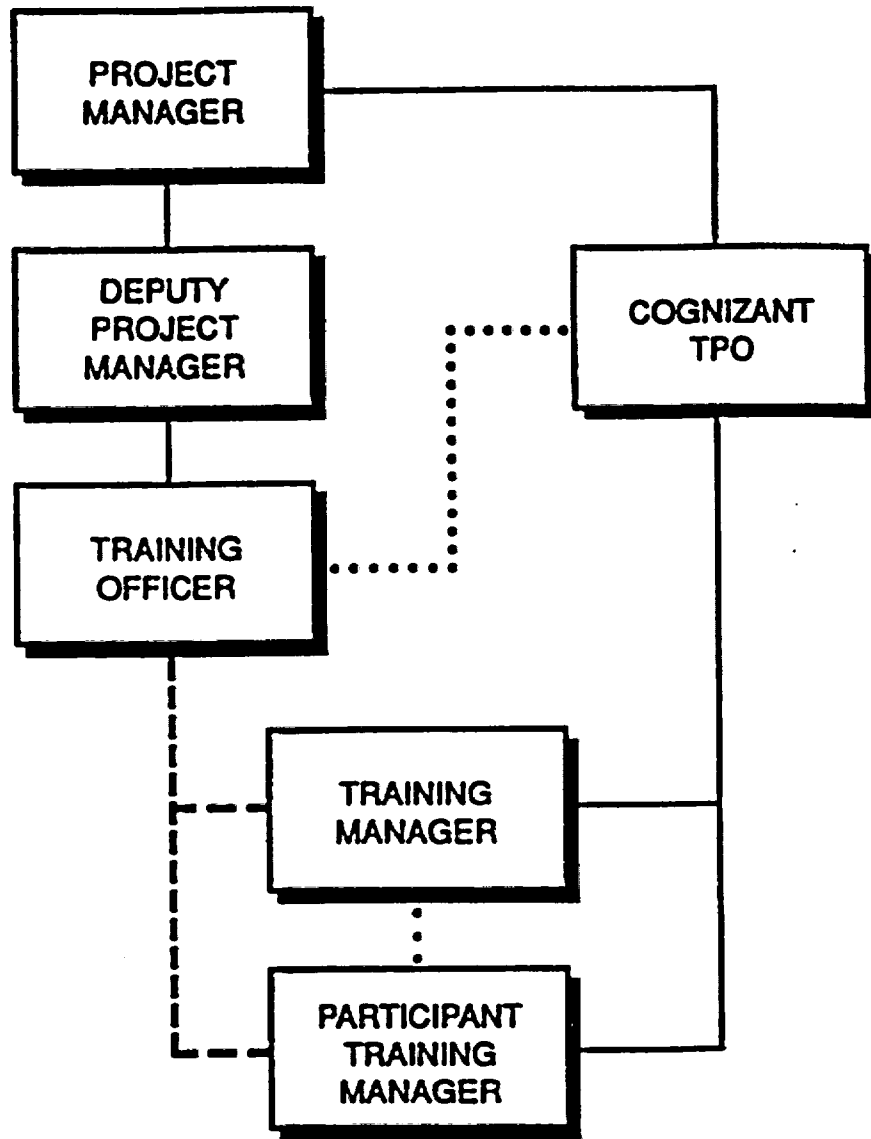 PROJECT
MANAGER
DEPUTY
PROJECT
MANAGER
COGNIZANT
TPO
TRAINING
OFFICER
TRAINING
MANAGER
PARTICIPANT
TRAINING
MANAGER